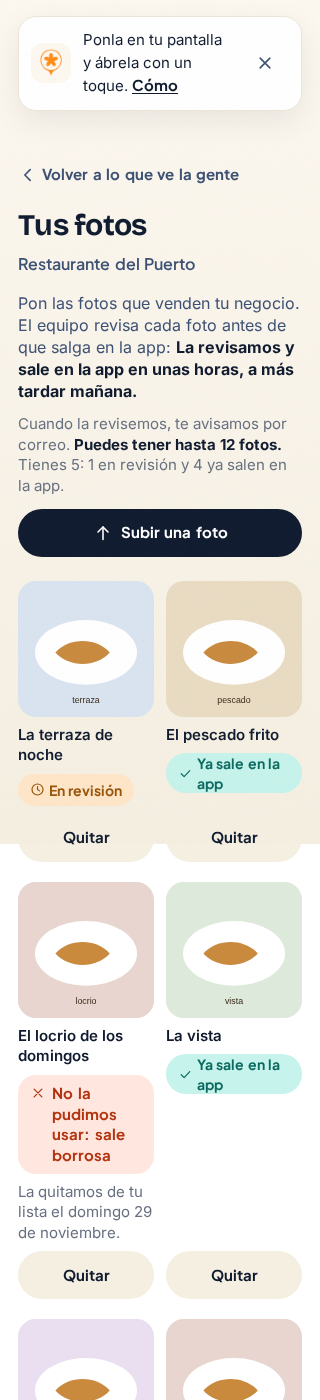 Ponla en tu pantalla
y ábrela con un
toque. Cómo
Volver a lo que ve la gente
Tus fotos
Restaurante del Puerto
Pon las fotos que venden tu negocio.
El equipo revisa cada foto antes de
que salga en la app: La revisamos y
sale en la app en unas horas, a más
tardar mañana.
Cuando la revisemos, te avisamos por
correo. Puedes tener hasta 12 fotos.
Tienes 5: 1 en revisión y 4 ya salen en
la app.
Subir una foto
terraza
pescado
La terraza de
noche
El pescado frito
En revisión
Ya sale en la
app
Quitar
Quitar
locrio
vista
El locrio de los
domingos
La vista
No la
pudimos
usar: sale
borrosa
Ya sale en la
app
La quitamos de tu
lista el domingo 29
de noviembre.
Quitar
Quitar